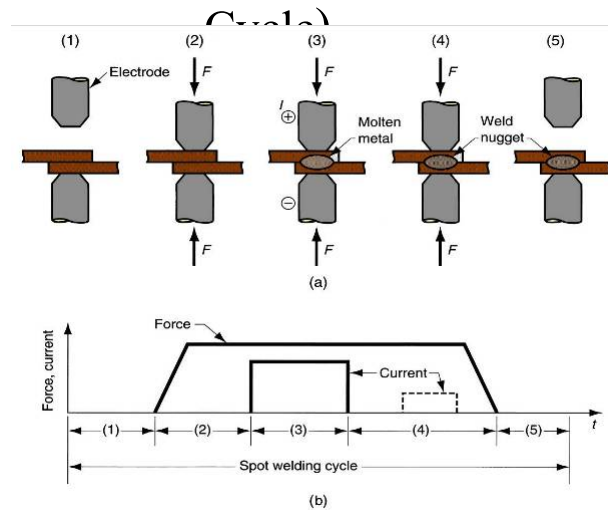 Cycle)
(1) (2) (3) (4) (5)
Electrode
F F F
I
+
Molten metal
Weld nugget
−
F F F
(a)
Force, current
Force
Current
(1) (2) (3) (4) (5) t
Spot welding cycle
(b)